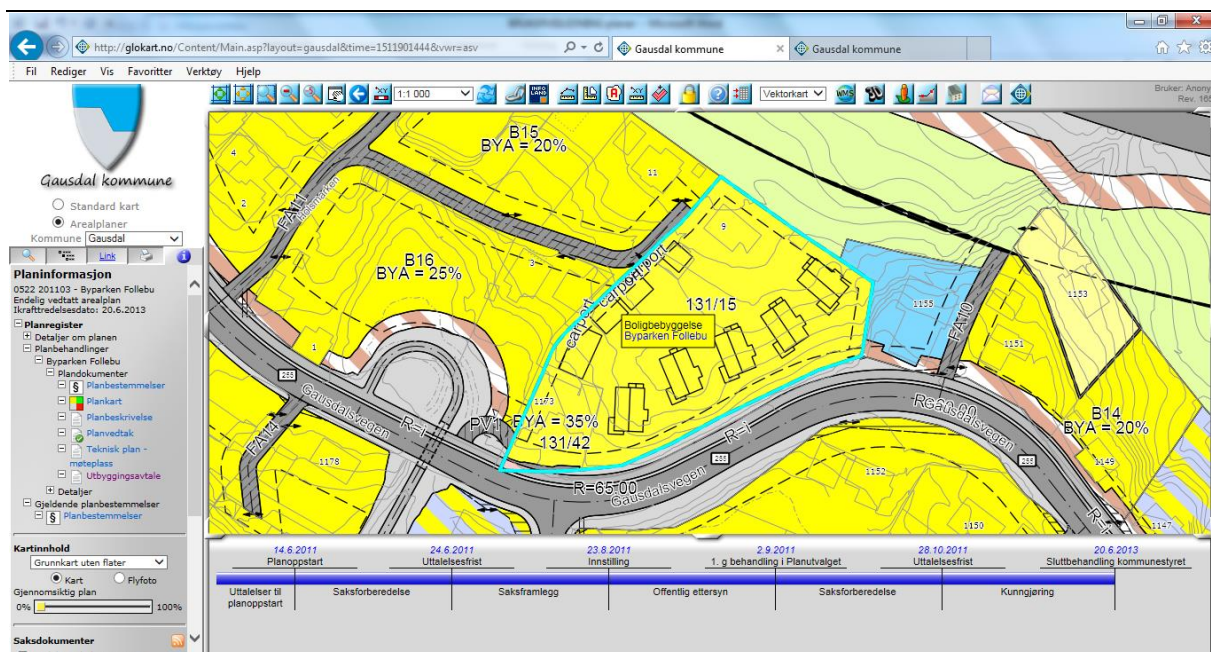 http://glokart.no/Content/Main.asp?layout=gausdal&time=1511901444&vwr=asv
Gausdal kommune
Gausdal kommune
Fil Rediger Vis Favoritter Verktøy Hjelp
1:1 000
INFO LAND
Vektorkart
WMS
Bruker: Anony
Gausdal kommune
Standard kart
Arealplaner
Kommune Gausdal
Link
Planinformasjon
0522 201103 - Byparken Follebu
Endelig vedtatt arealplan
Ikrafttredelsesdato: 20.6.2013
Planregister
Detaljer om planen
Planbehandlinger
Byparken Follebu
Plandokumenter
§ Planbestemmelser
Plankart
Planbeskrivelse
Planvedtak
Teknisk plan -
møteplass
Utbyggingsavtale
Detaljer
Gjeldende planbestemmelser
§ Planbestemmelser
Kartinnhold
Grunnkart uten flater
Kart Flyfoto
Gjennomsiktig plan
0% 100%
Saksdokumenter
B15
BYA = 20%
4
2
11
FA11
B16
BYA = 25%
3
9
carport
carport
carport
131/15
Boligbebyggelse
Byparken Follebu
1
255
Gausdalsvegen
R=i
PV1
1173
BYA = 35%
131/42
FA14
1178
R=65.00
Gausdalsvegen
255
R=i
1155
FA10
1153
1151
Gausdalsvegen
255
B14
BYA = 20%
1152
1149
1150
1147
R=i
14.6.2011 24.6.2011 23.8.2011 2.9.2011 28.10.2011 20.6.2013
Planoppstart Uttalelsesfrist Innstilling 1. g behandling i Planutvalget Uttalelsesfrist Sluttbehandling kommunestyret
Uttalelser til Saksforberedelse Saksframlegg Offentlig ettersyn Saksforberedelse Kunngjøring
planoppstart